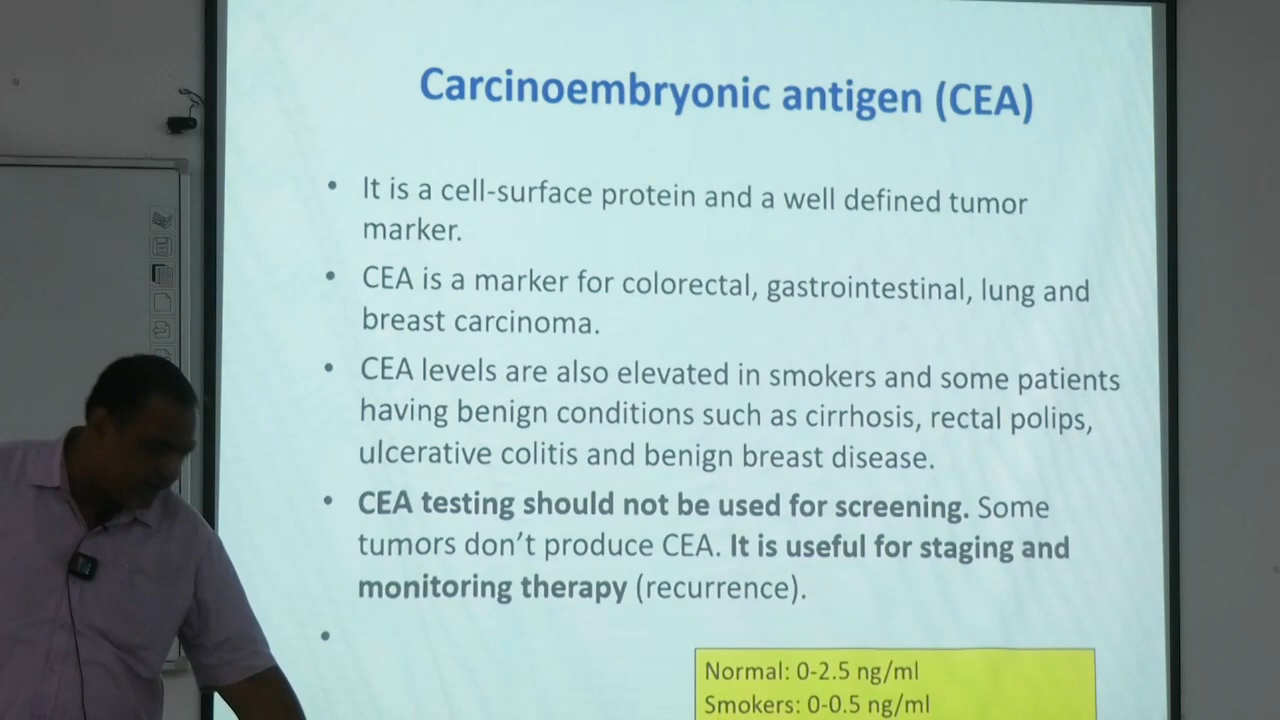 Carcinoembryonic antigen (CEA)
• It is a cell-surface protein and a well defined tumor
marker.
• CEA is a marker for colorectal, gastrointestinal, lung and
breast carcinoma.
• CEA levels are also elevated in smokers and some patients
having benign conditions such as cirrhosis, rectal polips,
ulcerative colitis and benign breast disease.
• CEA testing should not be used for screening. Some
tumors don't produce CEA. It is useful for staging and
monitoring therapy (recurrence).
•
Normal: 0-2.5 ng/ml
Smokers: 0-0.5 ng/ml